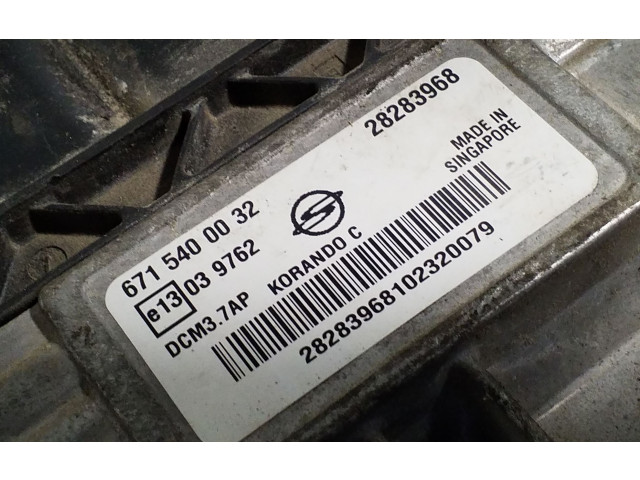 28283968
671 540 00 32
MADE IN
SINGAPORE
e13 03 9762
DCM3.7AP KORANDO C
28283968102320079